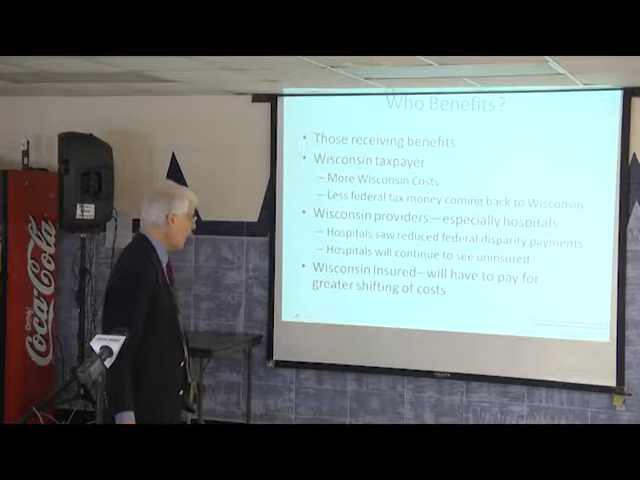 Who Benefits?
• Those receiving benefits
• Wisconsin taxpayer
– More Wisconsin Costs
– Less federal tax money coming back to Wisconsin
• Wisconsin providers—especially hospitals
– Hospitals saw reduced federal disparity payments
– Hospitals will continue to see uninsured
• Wisconsin Insured– will have to pay for
greater shifting of costs
Drink
Coca-Cola